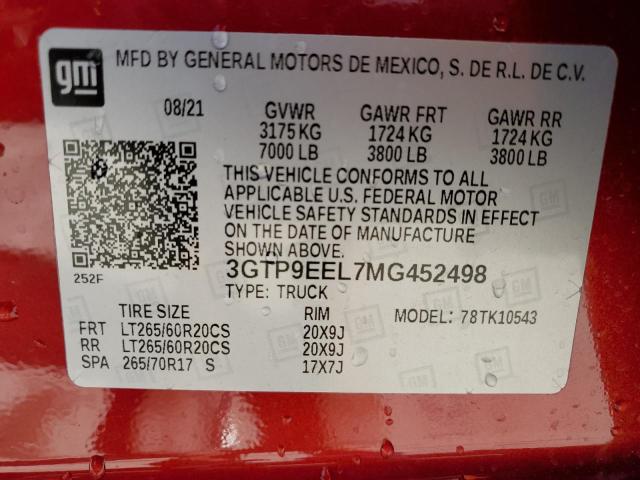 gm
MFD BY GENERAL MOTORS DE MEXICO, S. DE R.L. DE C.V.
08/21 GVWR GAWR FRT GAWR RR
3175 KG 1724 KG 1724 KG
7000 LB 3800 LB 3800 LB
THIS VEHICLE CONFORMS TO ALL
APPLICABLE U.S. FEDERAL MOTOR
VEHICLE SAFETY STANDARDS IN EFFECT
ON THE DATE OF MANUFACTURE
SHOWN ABOVE.
252F 3GTP9EEL7MG452498
TYPE: TRUCK
TIRE SIZE RIM MODEL: 78TK10543
FRT LT265/60R20CS 20X9J
RR LT265/60R20CS 20X9J
SPA 265/70R17 S 17X7J